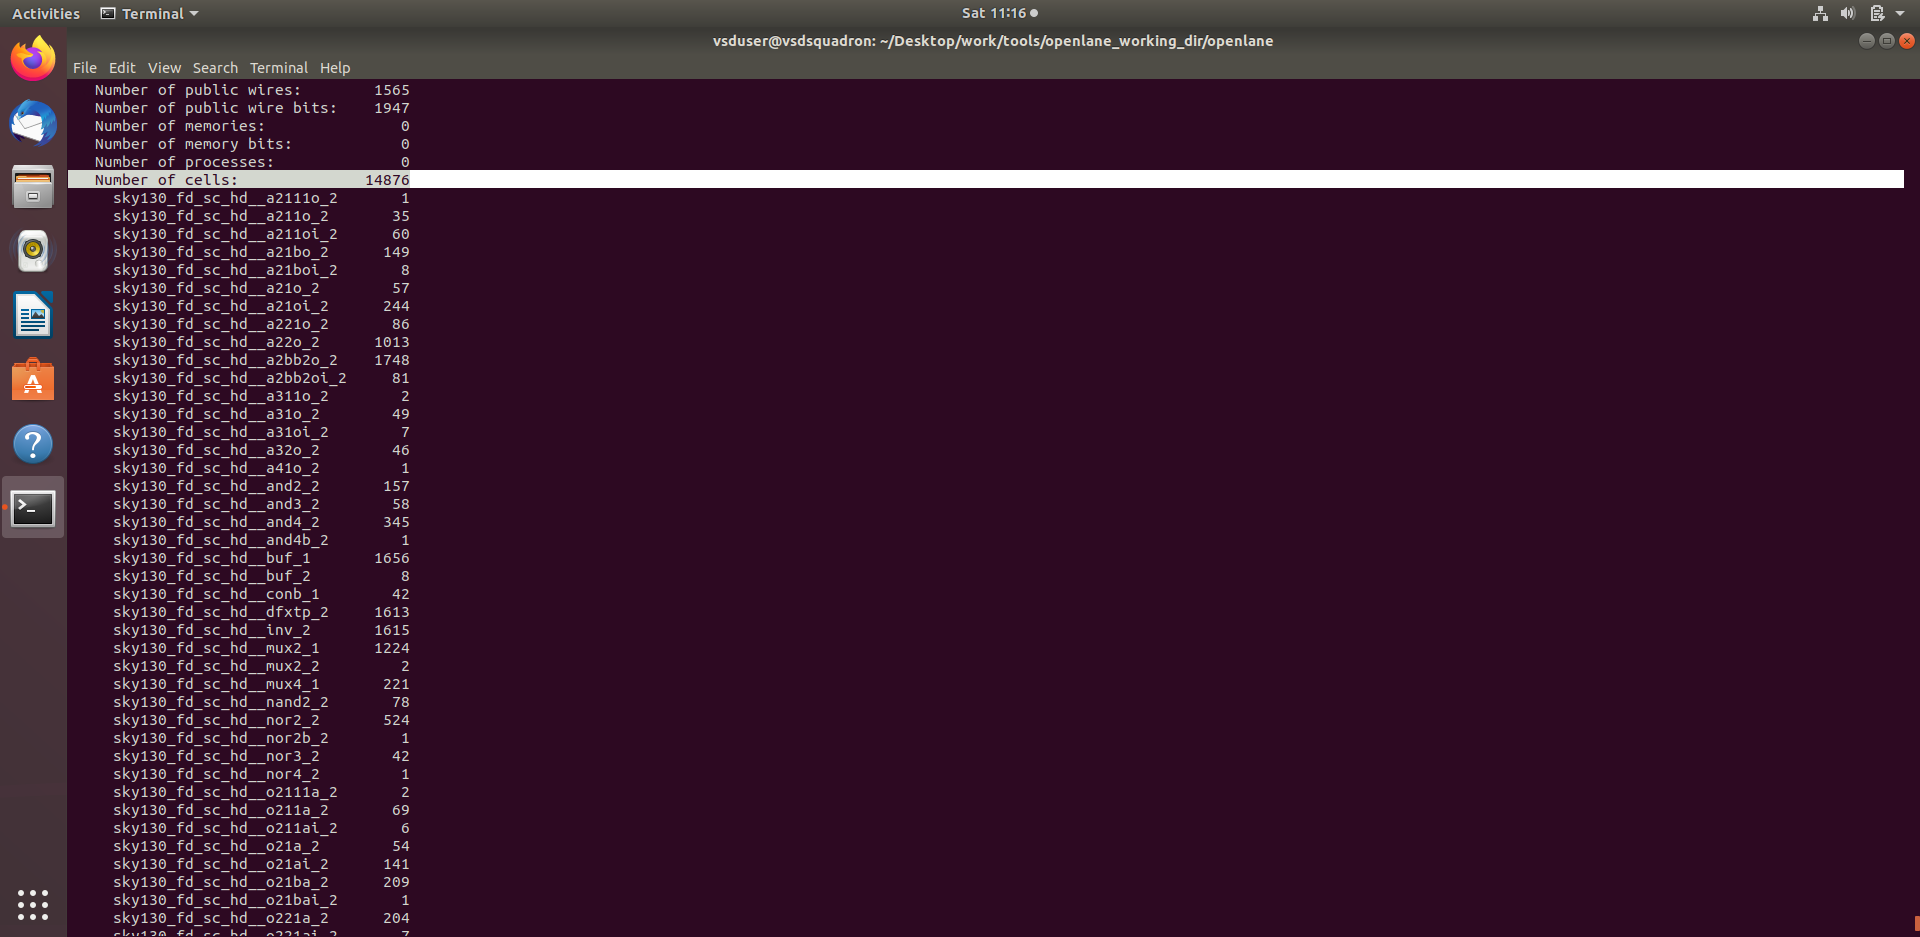 Activities Terminal Sat 11:16
vsduser@vsdsquadron: ~/Desktop/work/tools/openlane_working_dir/openlane
File Edit View Search Terminal Help
Number of public wires: 1565
Number of public wire bits: 1947
Number of memories: 0
Number of memory bits: 0
Number of processes: 0
Number of cells: 14876
sky130_fd_sc_hd__a2111o_2 1
sky130_fd_sc_hd__a211o_2 35
sky130_fd_sc_hd__a211oi_2 60
sky130_fd_sc_hd__a21bo_2 149
sky130_fd_sc_hd__a21boi_2 8
sky130_fd_sc_hd__a21o_2 57
sky130_fd_sc_hd__a21oi_2 244
sky130_fd_sc_hd__a221o_2 86
sky130_fd_sc_hd__a22o_2 1013
sky130_fd_sc_hd__a2bb2o_2 1748
sky130_fd_sc_hd__a2bb2oi_2 81
sky130_fd_sc_hd__a311o_2 2
sky130_fd_sc_hd__a31o_2 49
sky130_fd_sc_hd__a31oi_2 7
sky130_fd_sc_hd__a32o_2 46
sky130_fd_sc_hd__a41o_2 1
sky130_fd_sc_hd__and2_2 157
sky130_fd_sc_hd__and3_2 58
sky130_fd_sc_hd__and4_2 345
sky130_fd_sc_hd__and4b_2 1
sky130_fd_sc_hd__buf_1 1656
sky130_fd_sc_hd__buf_2 8
sky130_fd_sc_hd__conb_1 42
sky130_fd_sc_hd__dfxtp_2 1613
sky130_fd_sc_hd__inv_2 1615
sky130_fd_sc_hd__mux2_1 1224
sky130_fd_sc_hd__mux2_2 2
sky130_fd_sc_hd__mux4_1 221
sky130_fd_sc_hd__nand2_2 78
sky130_fd_sc_hd__nor2_2 524
sky130_fd_sc_hd__nor2b_2 1
sky130_fd_sc_hd__nor3_2 42
sky130_fd_sc_hd__nor4_2 1
sky130_fd_sc_hd__o2111a_2 2
sky130_fd_sc_hd__o211a_2 69
sky130_fd_sc_hd__o211ai_2 6
sky130_fd_sc_hd__o21a_2 54
sky130_fd_sc_hd__o21ai_2 141
sky130_fd_sc_hd__o21ba_2 209
sky130_fd_sc_hd__o21bai_2 1
sky130_fd_sc_hd__o221a_2 204
sky130_fd_sc_hd__o221ai_2 7